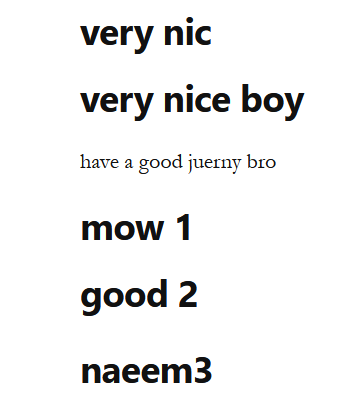 very nic
very nice boy
have a good juerny bro
mow 1
good 2
naeem3